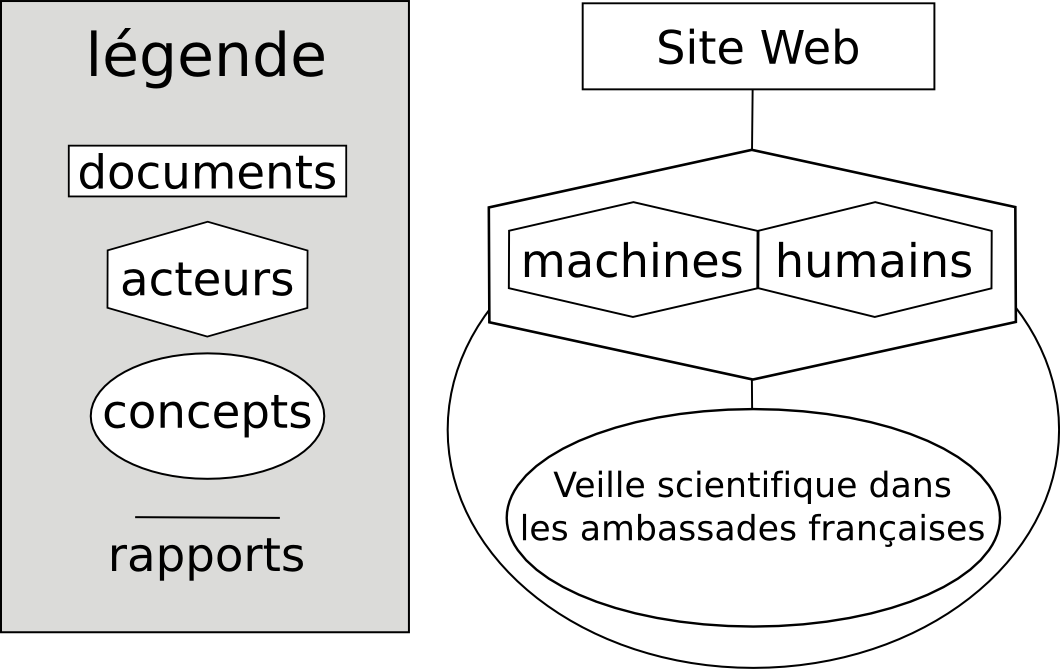 légende
documents
acteurs
concepts
rapports
Site Web
machines
humains
Veille scientifique dans
les ambassades françaises